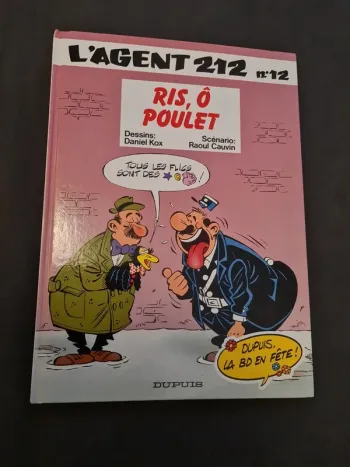 L'AGENT 212 n°12
RIS, Ô
POULET
Dessins:
Daniel Kox
Scénario:
Raoul Cauvin
TOUS LES FLICS
SONT DES
!
DUPUIS,
LA BD EN FÊTE!
DUPUIS